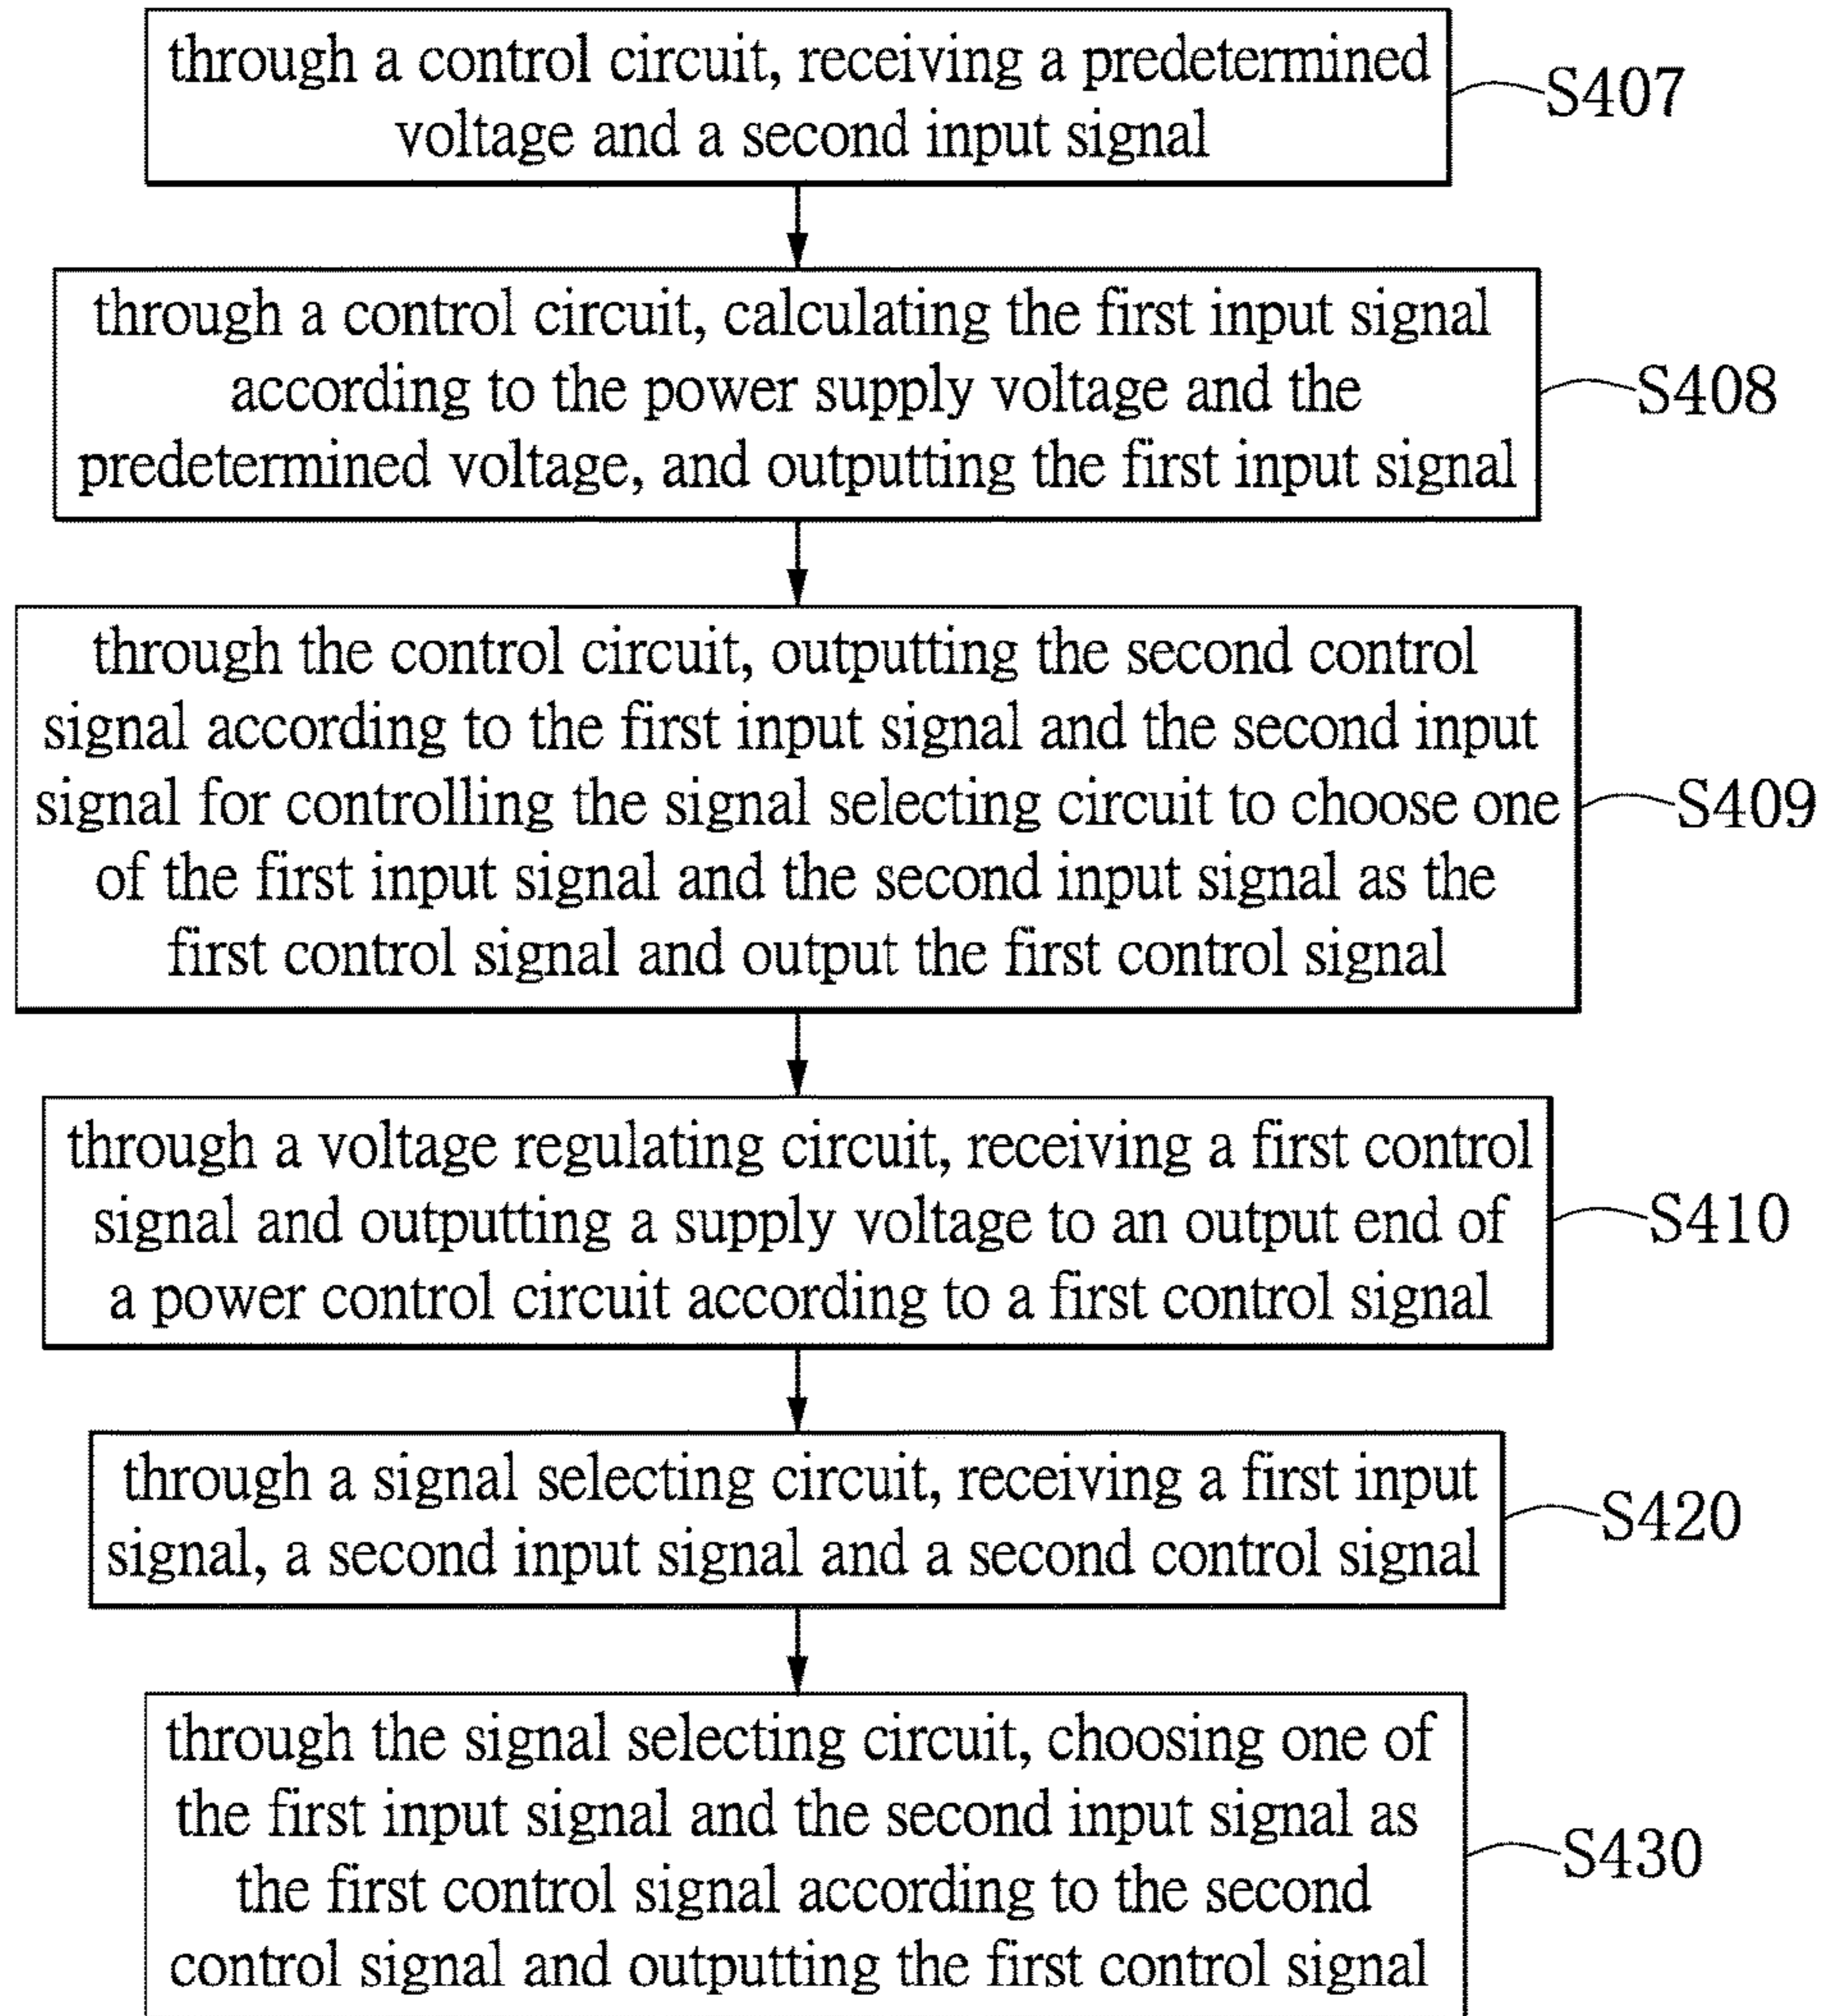 through a control circuit, receiving a predetermined
voltage and a second input signal
S407
through a control circuit, calculating the first input signal
according to the power supply voltage and the
predetermined voltage, and outputting the first input signal
S408
through the control circuit, outputting the second control
signal according to the first input signal and the second input
signal for controlling the signal selecting circuit to choose one
of the first input signal and the second input signal as the
first control signal and output the first control signal
S409
through a voltage regulating circuit, receiving a first control
signal and outputting a supply voltage to an output end of
a power control circuit according to a first control signal
S410
through a signal selecting circuit, receiving a first input
signal, a second input signal and a second control signal
S420
through the signal selecting circuit, choosing one of
the first input signal and the second input signal as
the first control signal according to the second
control signal and outputting the first control signal
S430